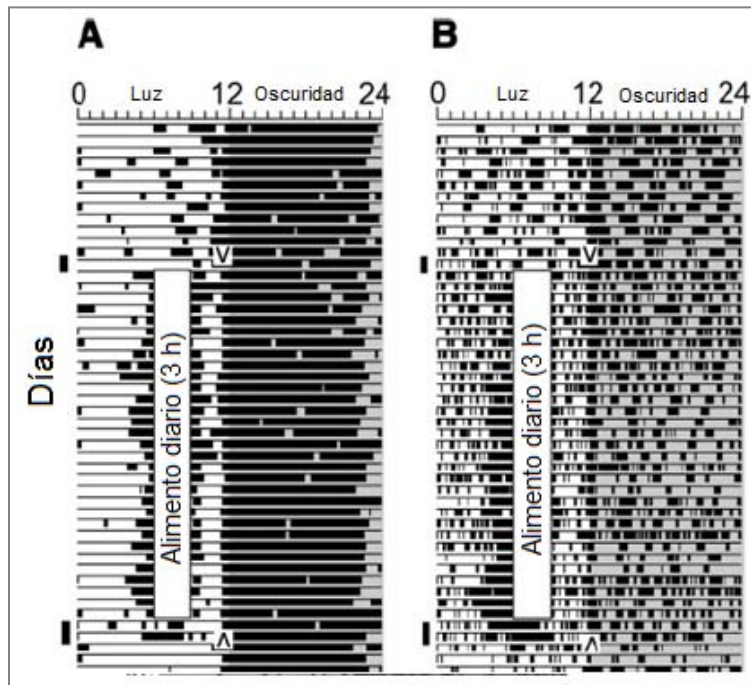 A
0 Luz 12 Oscuridad 24
Días
V
Alimento diario (3 h)
Λ
B
0 Luz 12 Oscuridad 24
V
Alimento diario (3 h)
Λ